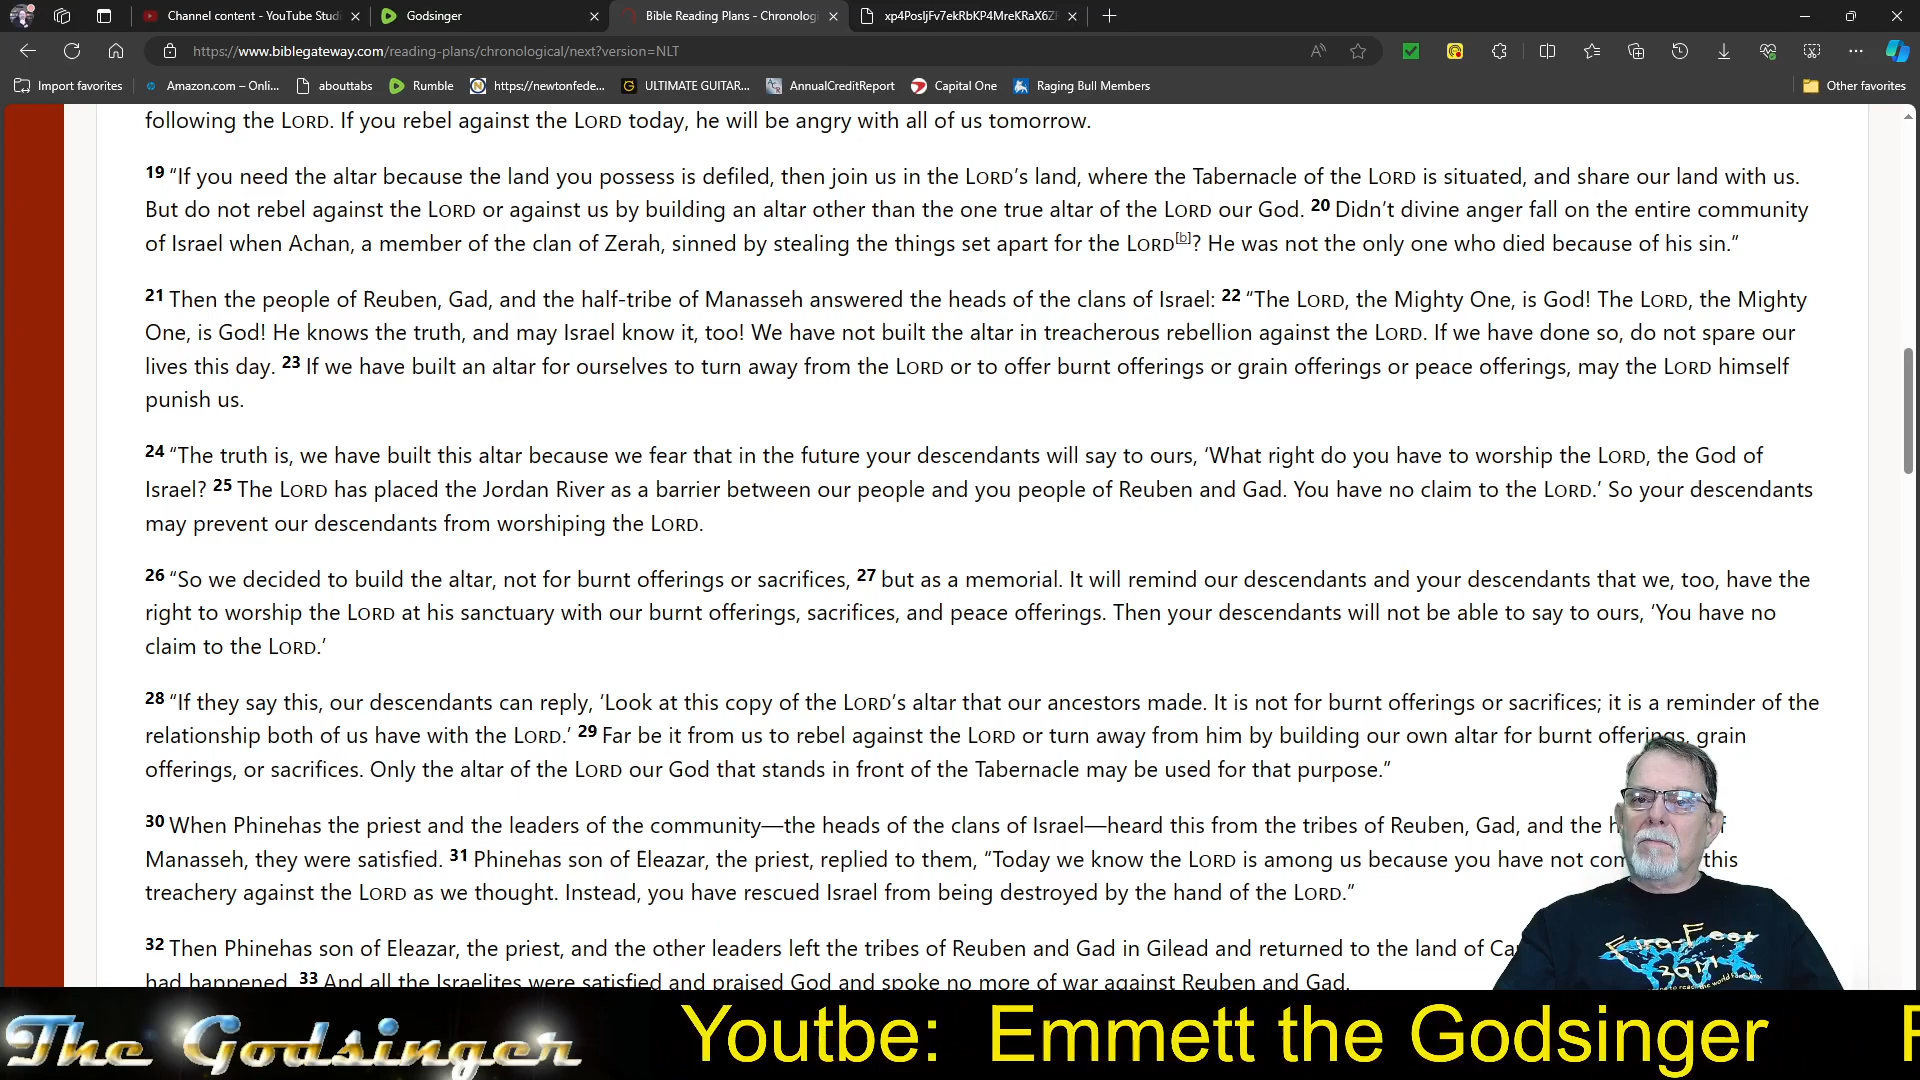 Channel content - YouTube Studi
Godsinger
Bible Reading Plans - Chronologi
https://www.biblegateway.com/reading-plans/chronological/next?version=NLT
Import favorites
Amazon.com – Onli...
abouttabs
Rumble
https://newtonfede...
ULTIMATE GUITAR...
AnnualCreditReport
Capital One
Raging Bull Members
Other favorites
following the LORD. If you rebel against the LORD today, he will be angry with all of us tomorrow.
19 “If you need the altar because the land you possess is defiled, then join us in the LORD’s land, where the Tabernacle of the LORD is situated, and share our land with us.
But do not rebel against the LORD or against us by building an altar other than the one true altar of the LORD our God. 20 Didn’t divine anger fall on the entire community
of Israel when Achan, a member of the clan of Zerah, sinned by stealing the things set apart for the LORD[b]? He was not the only one who died because of his sin.”
21 Then the people of Reuben, Gad, and the half-tribe of Manasseh answered the heads of the clans of Israel: 22 “The LORD, the Mighty One, is God! The LORD, the Mighty
One, is God! He knows the truth, and may Israel know it, too! We have not built the altar in treacherous rebellion against the LORD. If we have done so, do not spare our
lives this day. 23 If we have built an altar for ourselves to turn away from the LORD or to offer burnt offerings or grain offerings or peace offerings, may the LORD himself
punish us.
24 “The truth is, we have built this altar because we fear that in the future your descendants will say to ours, ‘What right do you have to worship the LORD, the God of
Israel? 25 The LORD has placed the Jordan River as a barrier between our people and you people of Reuben and Gad. You have no claim to the LORD.’ So your descendants
may prevent our descendants from worshiping the LORD.
26 “So we decided to build the altar, not for burnt offerings or sacrifices, 27 but as a memorial. It will remind our descendants and your descendants that we, too, have the
right to worship the LORD at his sanctuary with our burnt offerings, sacrifices, and peace offerings. Then your descendants will not be able to say to ours, ‘You have no
claim to the LORD.’
28 “If they say this, our descendants can reply, ‘Look at this copy of the LORD’s altar that our ancestors made. It is not for burnt offerings or sacrifices; it is a reminder of the
relationship both of us have with the LORD.’ 29 Far be it from us to rebel against the LORD or turn away from him by building our own altar for burnt offerings, grain
offerings, or sacrifices. Only the altar of the LORD our God that stands in front of the Tabernacle may be used for that purpose.”
30 When Phinehas the priest and the leaders of the community—the heads of the clans of Israel—heard this from the tribes of Reuben, Gad, and the
Manasseh, they were satisfied. 31 Phinehas son of Eleazar, the priest, replied to them, “Today we know the LORD is among us because you have not this
treachery against the LORD as we thought. Instead, you have rescued Israel from being destroyed by the hand of the LORD.”
32 Then Phinehas son of Eleazar, the priest, and the other leaders left the tribes of Reuben and Gad in Gilead and returned to the land of
had happened. 33 And all the Israelites were satisfied and praised God and spoke no more of war against Reuben and Gad.
The Godsinger
Youtbe: Emmett the Godsinger